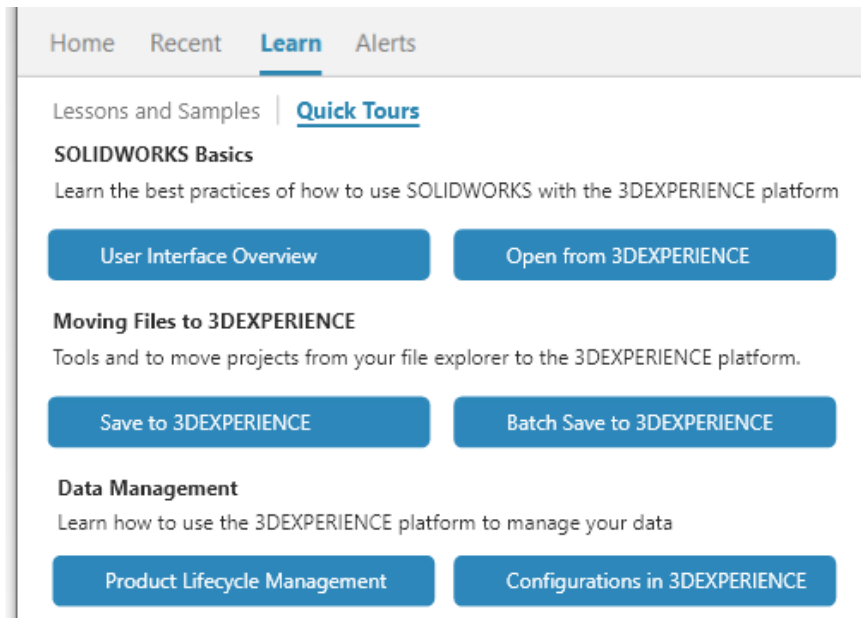 Home Recent Learn Alerts
Lessons and Samples Quick Tours
SOLIDWORKS Basics
Learn the best practices of how to use SOLIDWORKS with the 3DEXPERIENCE platform
User Interface Overview Open from 3DEXPERIENCE
Moving Files to 3DEXPERIENCE
Tools and to move projects from your file explorer to the 3DEXPERIENCE platform.
Save to 3DEXPERIENCE Batch Save to 3DEXPERIENCE
Data Management
Learn how to use the 3DEXPERIENCE platform to manage your data
Product Lifecycle Management Configurations in 3DEXPERIENCE